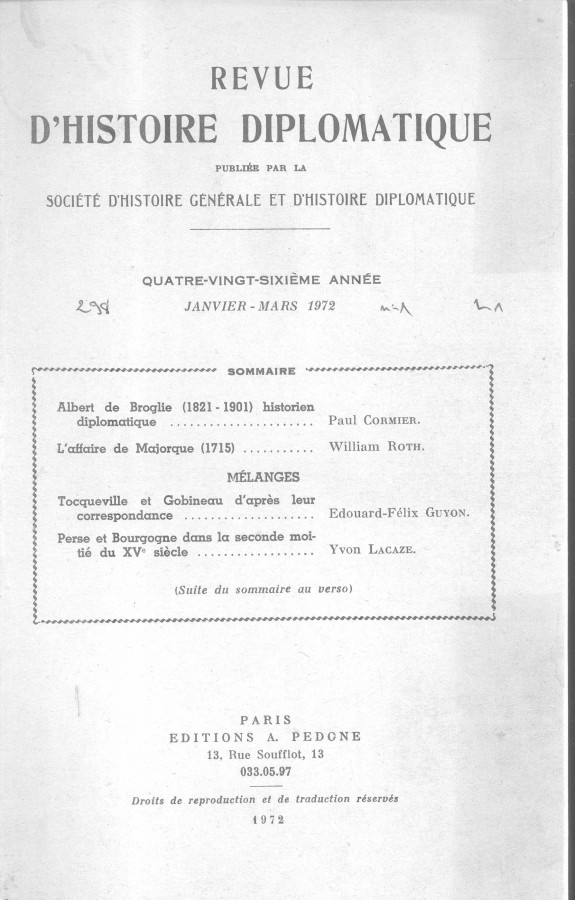 REVUE
D'HISTOIRE DIPLOMATIQUE
PUBLIÉE PAR LA
SOCIÉTÉ D'HISTOIRE GÉNÉRALE ET D'HISTOIRE DIPLOMATIQUE
QUATRE-VINGT-SIXIÈME ANNÉE
JANVIER - MARS 1972
SOMMAIRE
Albert de Broglie (1821 - 1901) historien
diplomatique ...................... Paul CORMIER.
L'affaire de Majorque (1715) ........... William ROTH.
MÉLANGES
Tocqueville et Gobineau d'après leur
correspondance .................... Edouard-Félix GUYON.
Perse et Bourgogne dans la seconde moi-
tié du XVe siècle .................. Yvon LACAZE.
(Suite du sommaire au verso)
PARIS
EDITIONS A. PEDONE
13, Rue Soufflot, 13
033.05.97
Droits de reproduction et de traduction réservés
1972